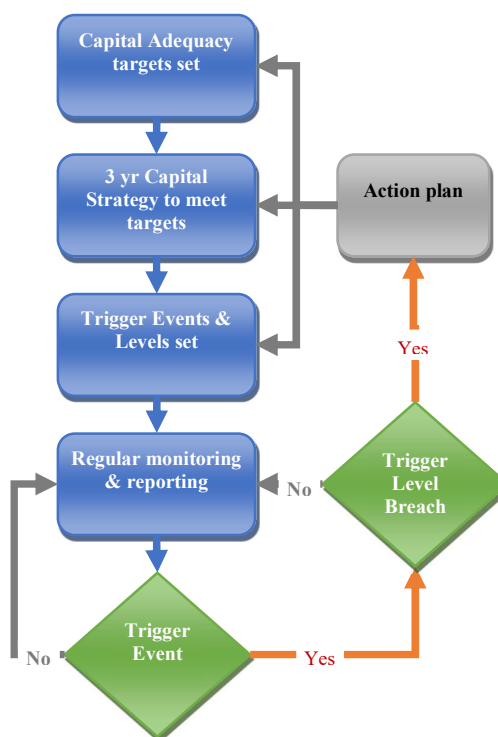 Capital Adequacy
targets set
3 yr Capital
Strategy to meet
targets
Action plan
Trigger Events &
Levels set
Yes
Regular monitoring
& reporting
No
Trigger
Level
Breach
Trigger
Event
No
Yes